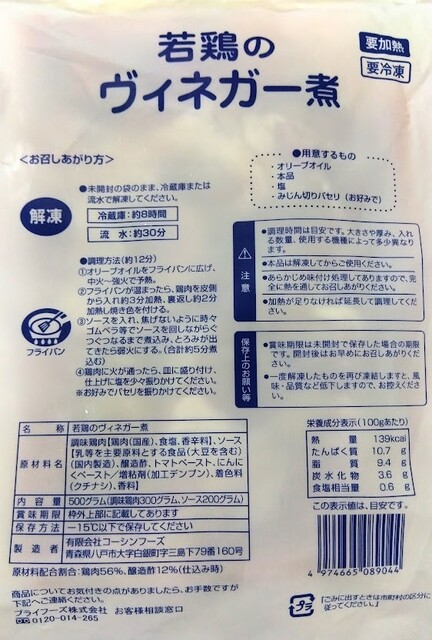 若鶏の
ヴィネガー煮
要加熱
要冷凍
<お召しあがり方>
●用意するもの
・オリーブオイル
・本品
・塩
・みじん切りパセリ（お好みで）
解凍
●未開封の袋のまま、冷蔵庫または
流水で解凍してください。
冷蔵庫：約8時間
流 水：約30分
フライパン
●調理方法（約12分）
①オリーブオイルをフライパンに広げ、
中火〜強火で予熱。
②フライパンが温まったら、鶏肉を皮側
から入れ約3分加熱、裏返し約2分
加熱し焼き色を付ける。
③ソースを入れ、焦げないように時々
ゴムベラ等でソースを回しながらぐ
つぐつなるまで煮込み、とろみが出
てきたら弱火にする。（合計約5分煮
込む）
④鶏肉に火が通ったら、皿に盛り付け、
仕上げに塩を少々振りかけてください。
※お好みでパセリを振りかけてください。
注意
●調理時間は目安です。大きさや厚み、入れ
る数量、使用する機種によって多少異なり
ます。
●本品は解凍してからご使用ください。
●あらかじめ味付け処理してありますので、完
全に熱を通してお召しあがりください。
●加熱が足りなければ延長して調理してくだ
さい。
保存上のお願い等
●賞味期限は未開封で保存した場合の期限
です。開封後はお早めにお召しあがりくだ
さい。
●一度解凍したものを再び凍結しますと、風
味・品質など低下しますので、お控えくだ
さい。
名称 若鶏のヴィネガー煮
原材料名 調味鶏肉【鶏肉（国産）、食塩、香辛料】、ソース
【乳等を主要原料とする食品（大豆を含む）
（国内製造）、醸造酢、トマトペースト、にんに
くペースト/増粘剤（加工デンプン）、着色料
（クチナシ）、香料】
内容量 500グラム（調味鶏肉300グラム、ソース200グラム）
賞味期限 枠外上部に記載してあります
保存方法 −15℃以下で保存してください
製造者 有限会社コーシンフーズ
青森県八戸市大字白銀町字三島下79番160号
原材料配合割合：鶏肉56％、醸造酢12％（仕込み時）
商品についてお気付きの点がありましたら、お手数ですが
下記へご連絡ください。
プライフーズ株式会社 お客様相談窓口
0120-014-265
栄養成分表示（100gあたり）
熱量 139kcal
たんぱく質 10.7 g
脂質 9.4 g
炭水化物 3.6 g
食塩相当量 0.6 g
この表示値は、目安です。
4 974665 089044
プラ
【ごみに出すときは市町村の区分に
従ってください。】